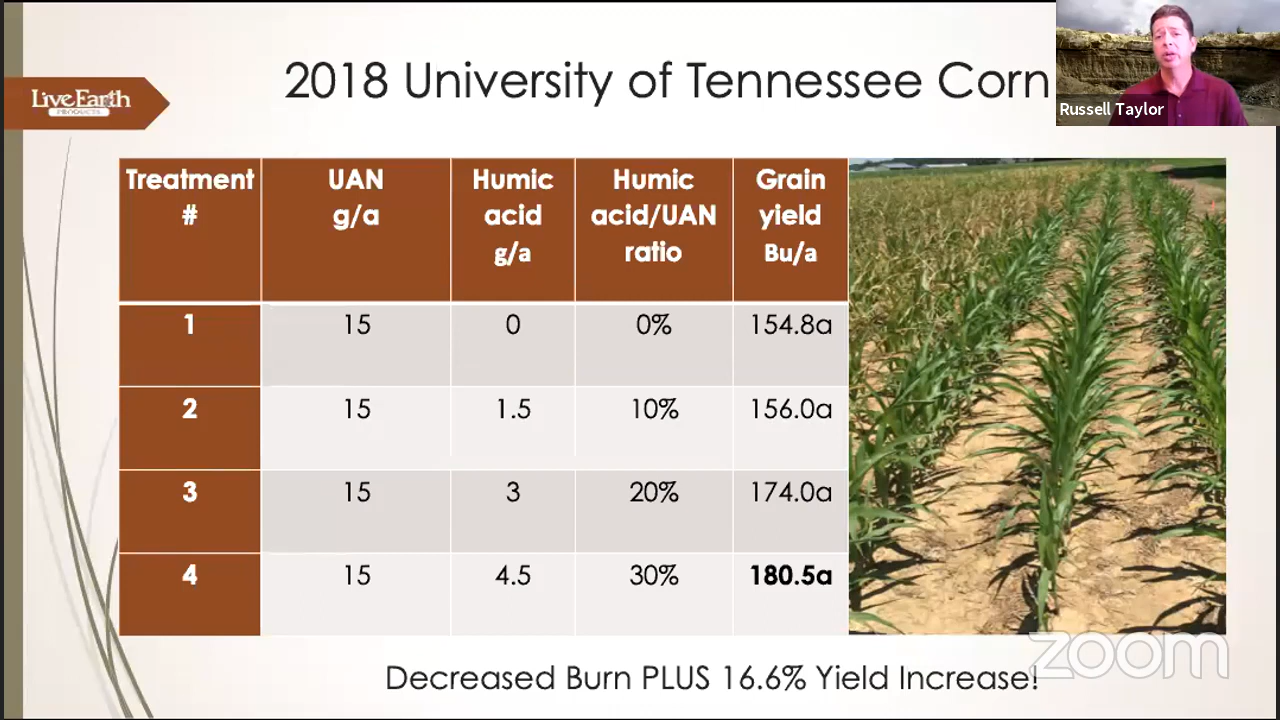 2018 University of Tennessee Corn
Russell Taylor
LiveEarth
PRODUCTS
Treatment # UAN g/a Humic acid g/a Humic acid/UAN ratio Grain yield Bu/a
1 15 0 0% 154.8a
2 15 1.5 10% 156.0a
3 15 3 20% 174.0a
4 15 4.5 30% 180.5a
Decreased Burn PLUS 16.6% Yield Increase!
zoom